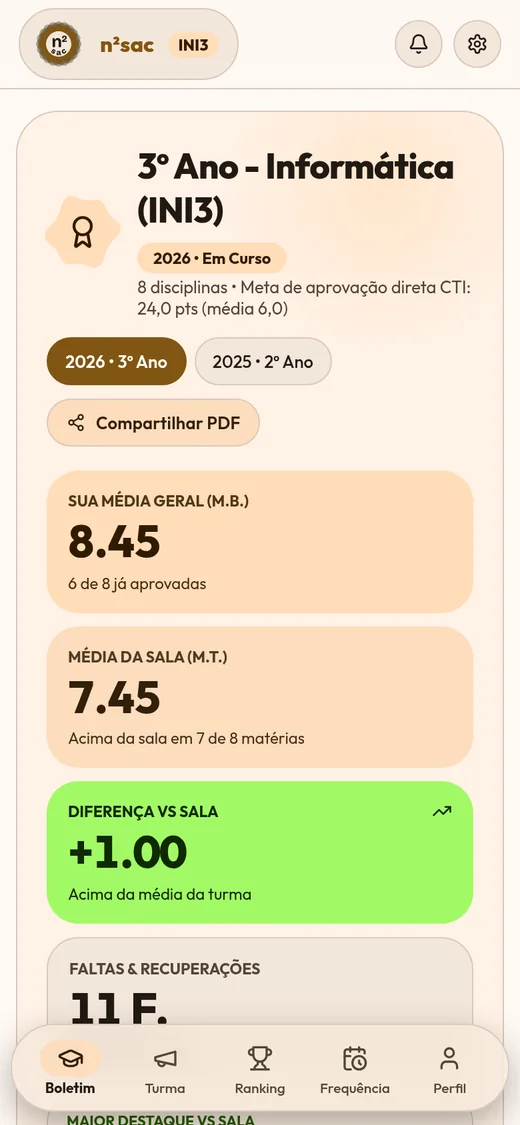 n²
sac
n²sac
INI3
3º Ano - Informática
(INI3)
2026 • Em Curso
8 disciplinas • Meta de aprovação direta CTI:
24,0 pts (média 6,0)
2026 • 3º Ano
2025 • 2º Ano
Compartilhar PDF
SUA MÉDIA GERAL (M.B.)
8.45
6 de 8 já aprovadas
MÉDIA DA SALA (M.T.)
7.45
Acima da sala em 7 de 8 matérias
DIFERENÇA VS SALA
+1.00
Acima da média da turma
FALTAS & RECUPERAÇÕES
11 F.
Boletim
Turma
Ranking
Frequência
Perfil
MAIOR DESTAQUE VS SALA